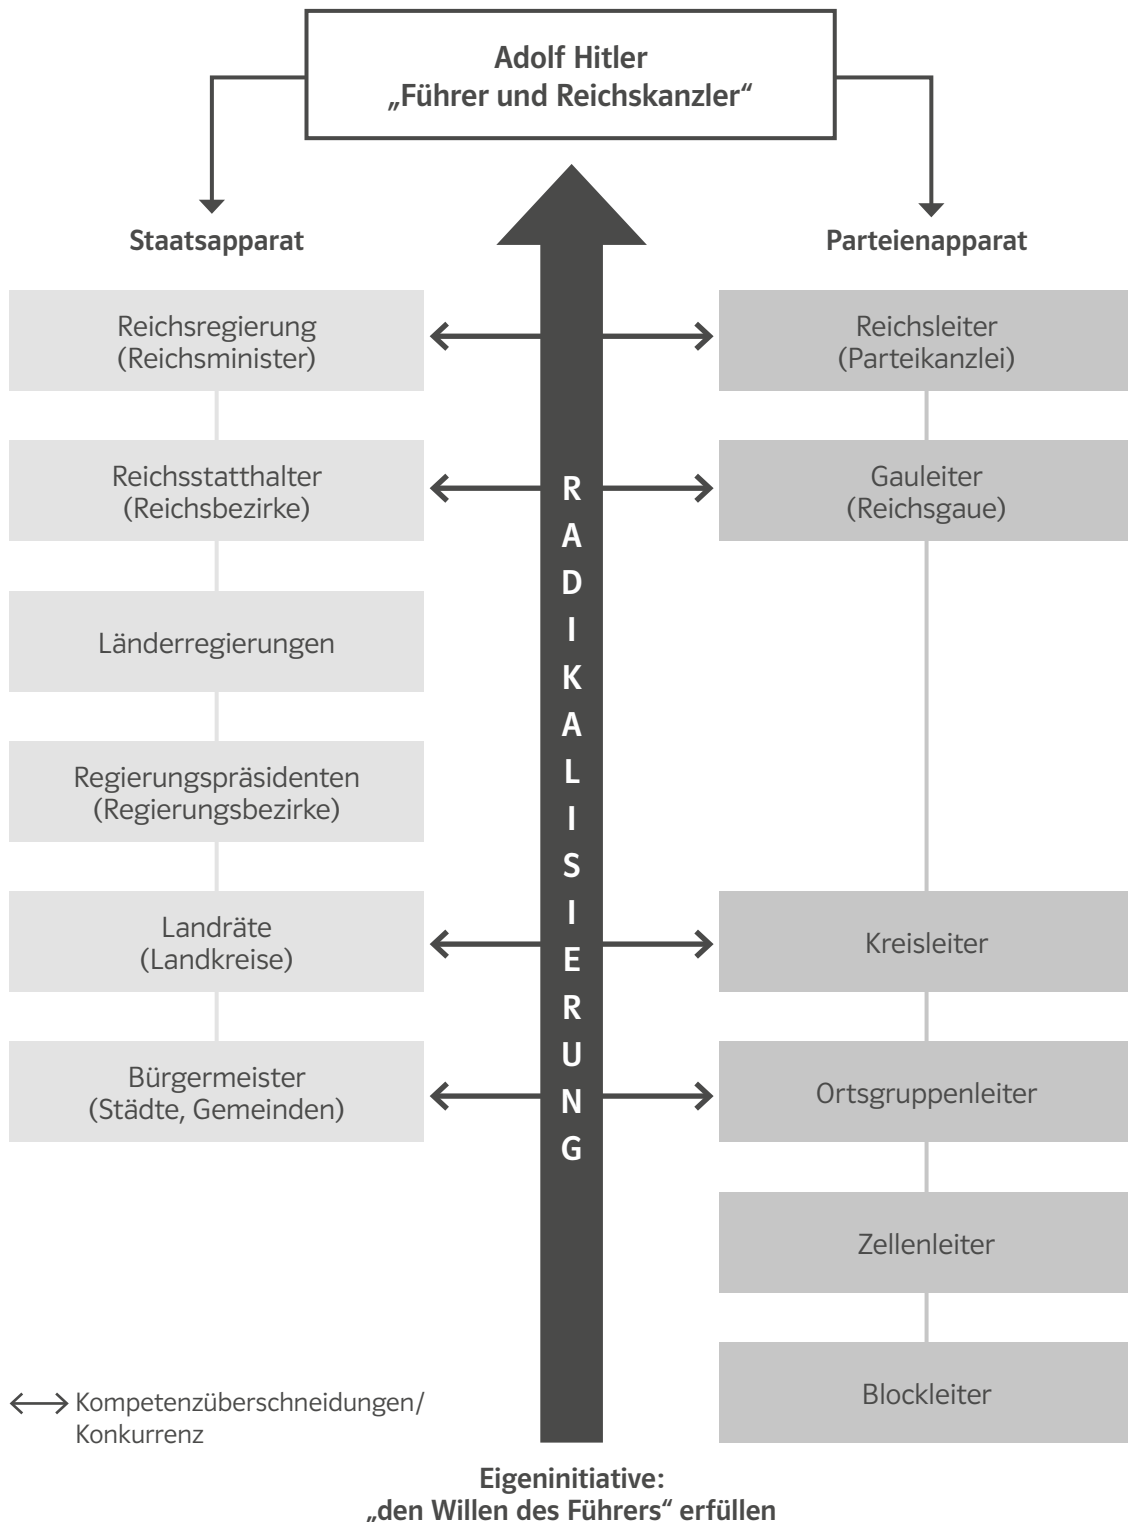 Adolf Hitler
„Führer und Reichskanzler“
Staatsapparat
Parteienapparat
Reichsregierung
(Reichsminister)
Reichsleiter
(Parteikanzlei)
Reichsstatthalter
(Reichsbezirke)
Gauleiter
(Reichsgaue)
Länderregierungen
Regierungspräsidenten
(Regierungsbezirke)
Landräte
(Landkreise)
Kreisleiter
Bürgermeister
(Städte, Gemeinden)
Ortsgruppenleiter
Zellenleiter
Blockleiter
RADIKALISIERUNG
Kompetenzüberschneidungen/
Konkurrenz
Eigeninitiative:
„den Willen des Führers“ erfüllen